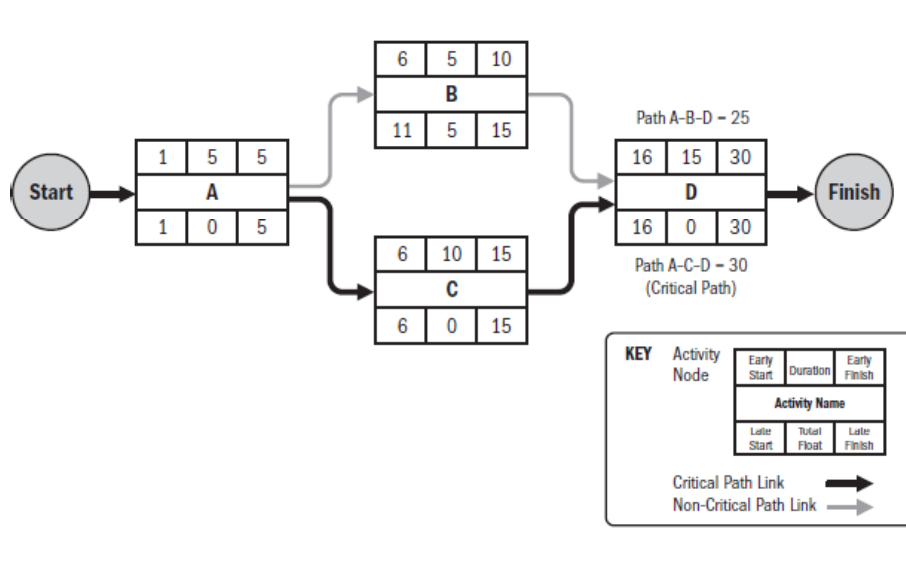 6 5 10
B
11 5 15
Path A-B-D = 25
1 5 5
A
1 0 5
16 15 30
D
16 0 30
Start
Finish
6 10 15
C
6 0 15
Path A-C-D = 30
(Critical Path)
KEY
Activity
Node
Early
Start
Duration
Early
Finish
Activity Name
Late
Start
Total
Float
Late
Finish
Critical Path Link
Non-Critical Path Link